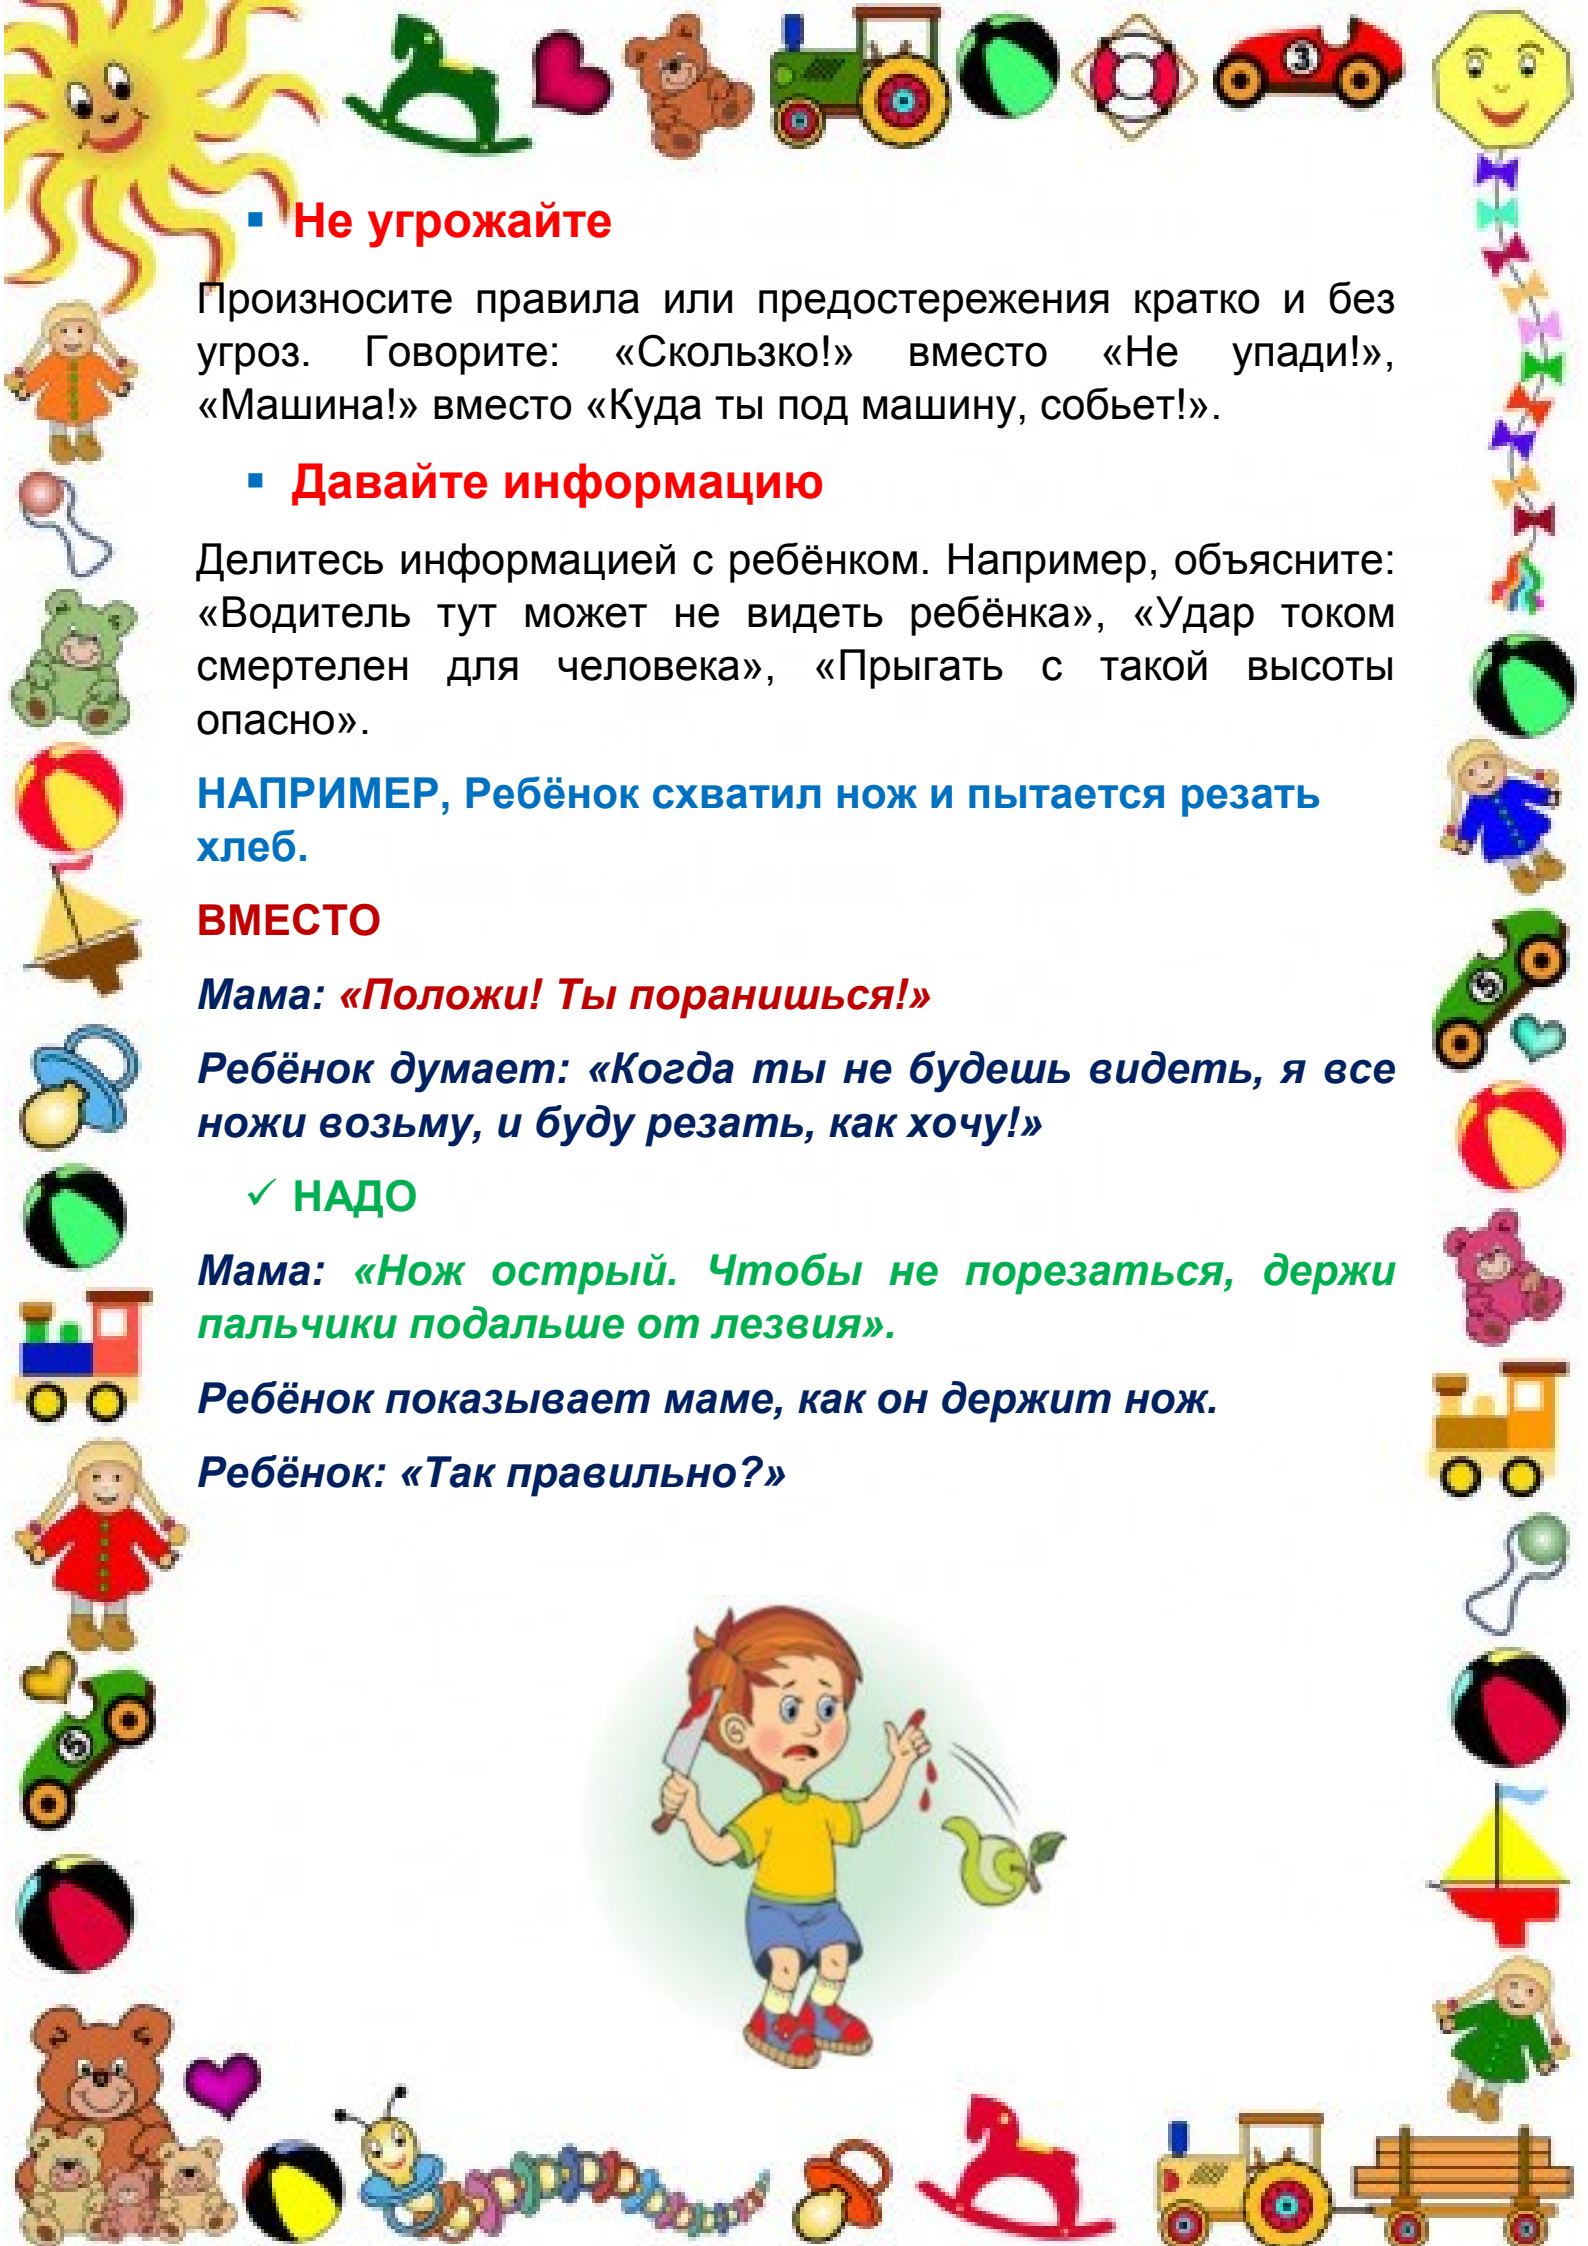 ▪ Не угрожайте
Произносите правила или предостережения кратко и без
угроз. Говорите: «Скользко!» вместо «Не упади!»,
«Машина!» вместо «Куда ты под машину, собьет!».
▪ Давайте информацию
Делитесь информацией с ребёнком. Например, объясните:
«Водитель тут может не видеть ребёнка», «Удар током
смертелен для человека», «Прыгать с такой высоты
опасно».
НАПРИМЕР, Ребёнок схватил нож и пытается резать
хлеб.
ВМЕСТО
Мама: «Положи! Ты поранишься!»
Ребёнок думает: «Когда ты не будешь видеть, я все
ножи возьму, и буду резать, как хочу!»
✓ НАДО
Мама: «Нож острый. Чтобы не порезаться, держи
пальчики подальше от лезвия».
Ребёнок показывает маме, как он держит нож.
Ребёнок: «Так правильно?»
3
5
5